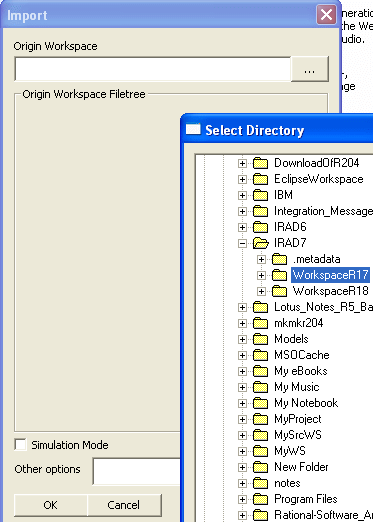 Import
Origin Workspace
...
Origin Workspace Filetree
Simulation Mode
Other options
OK
Cancel
neratio
the We
udio.
,
ge
Select Directory
DownloadOfR204
EclipseWorkspace
IBM
Integration_Message
IRAD6
IRAD7
.metadata
WorkspaceR17
WorkspaceR18
Lotus_Notes_R5_Ba
mkmkr204
Models
MSOCache
My eBooks
My Music
My Notebook
MyProject
MySrcWS
MyWS
New Folder
notes
Program Files
Rational-Software_Ar